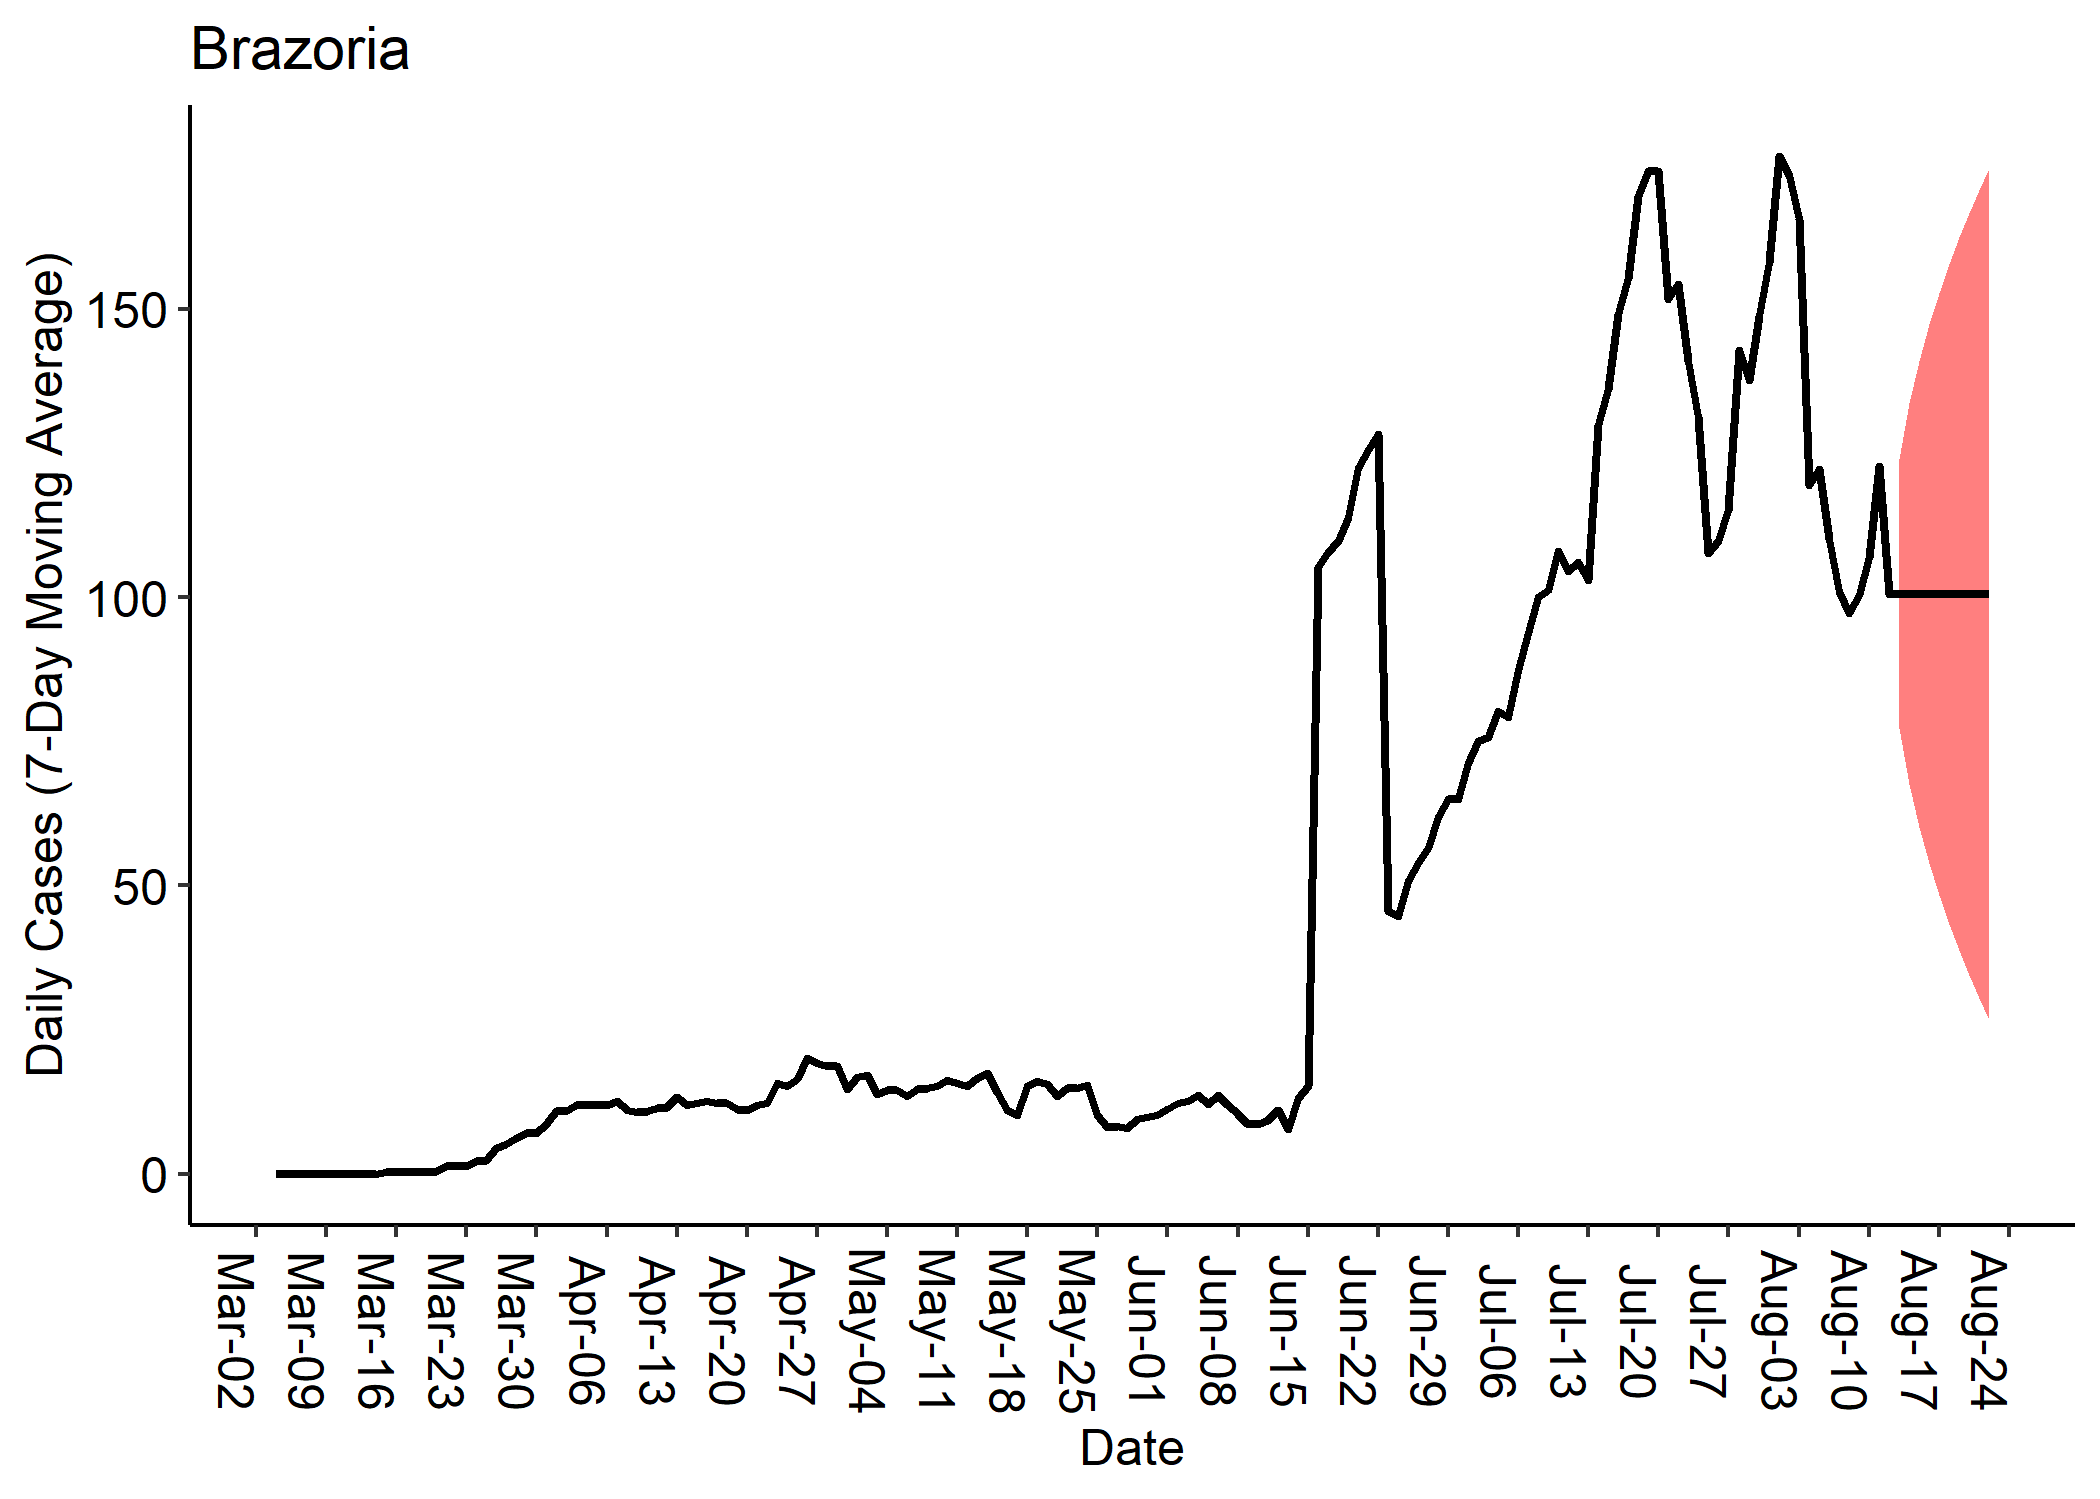 Brazoria
Daily Cases (7-Day Moving Average)
150
100
50
0
Mar-02
Mar-09
Mar-16
Mar-23
Mar-30
Apr-06
Apr-13
Apr-20
Apr-27
May-04
May-11
May-18
May-25
Jun-01
Jun-08
Jun-15
Jun-22
Jun-29
Jul-06
Jul-13
Jul-20
Jul-27
Aug-03
Aug-10
Aug-17
Aug-24
Date